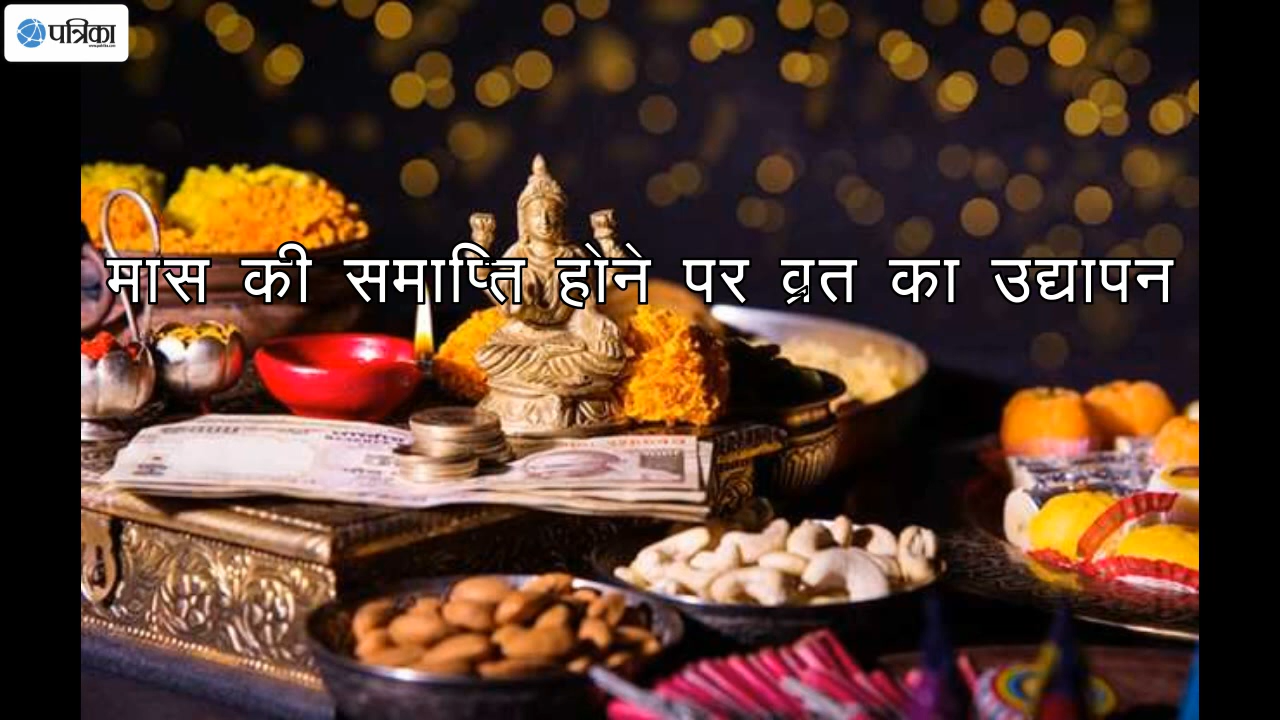 पत्रिका
मास की समाप्ति होने पर व्रत का उद्यापन